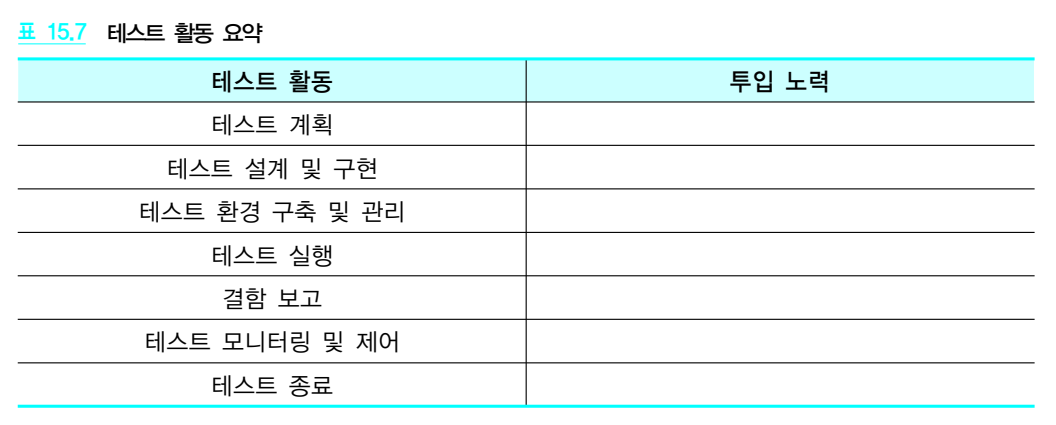 표 15.7 테스트 활동 요약
테스트 활동 투입 노력
테스트 계획
테스트 설계 및 구현
테스트 환경 구축 및 관리
테스트 실행
결함 보고
테스트 모니터링 및 제어
테스트 종료